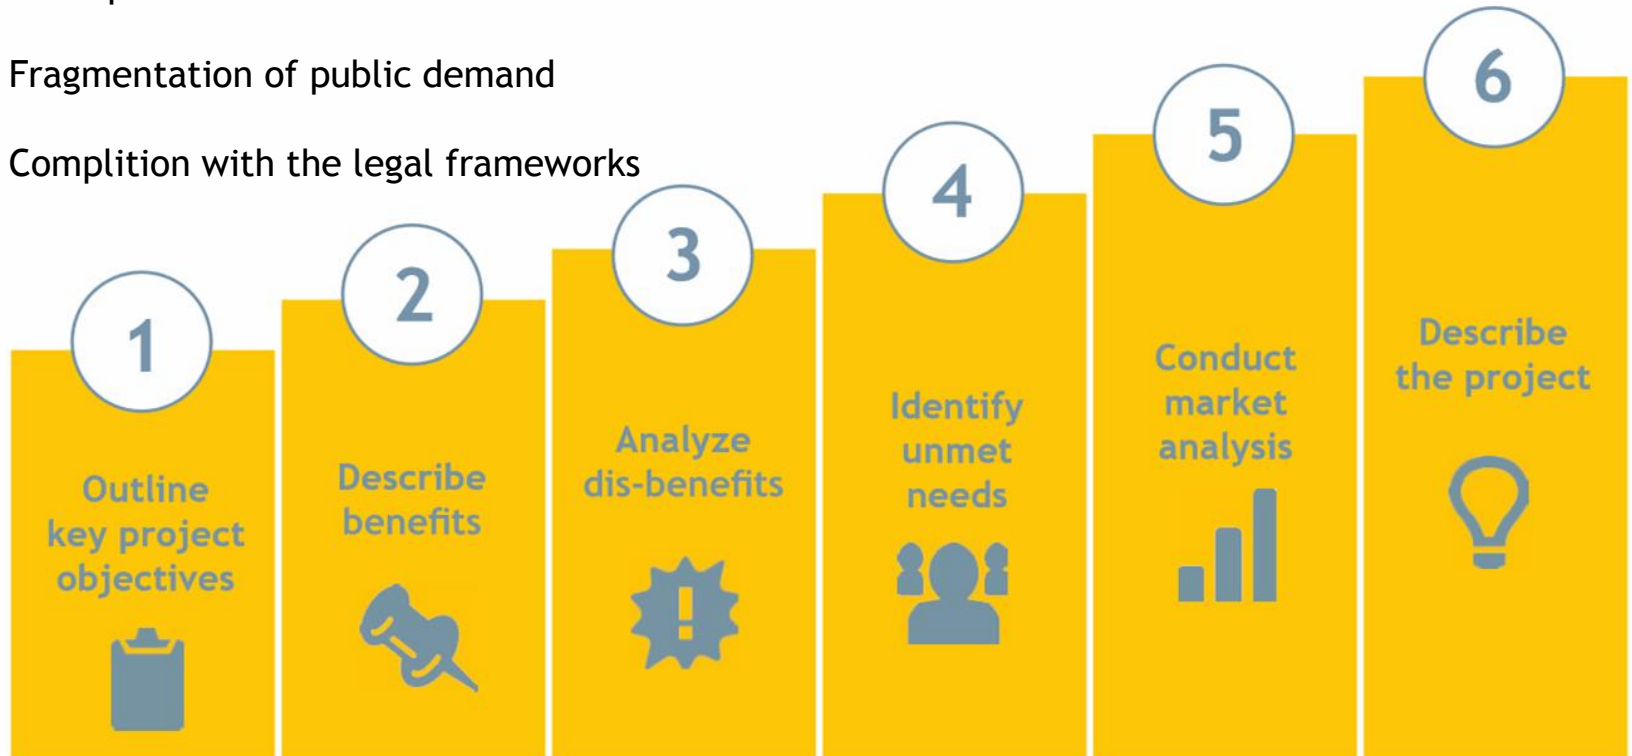 Fragmentation of public demand
Complition with the legal frameworks
1
Outline
key project
objectives
2
Describe
benefits
3
Analyze
dis-benefits
4
Identify
unmet
needs
5
Conduct
market
analysis
6
Describe
the project